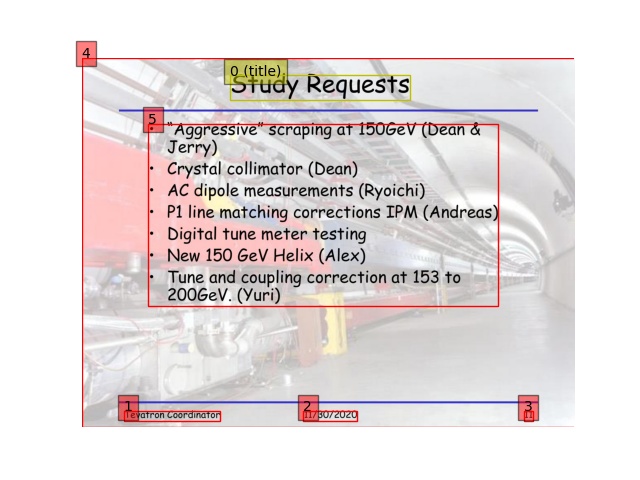 4
0 (title)
Study Requests
5
• "Aggressive" scraping at 150GeV (Dean &
Jerry)
• Crystal collimator (Dean)
• AC dipole measurements (Ryoichi)
• P1 line matching corrections IPM (Andreas)
• Digital tune meter testing
• New 150 GeV Helix (Alex)
• Tune and coupling correction at 153 to
200GeV. (Yuri)
1
2
3
Tevatron Coordinator
11/30/2020
11